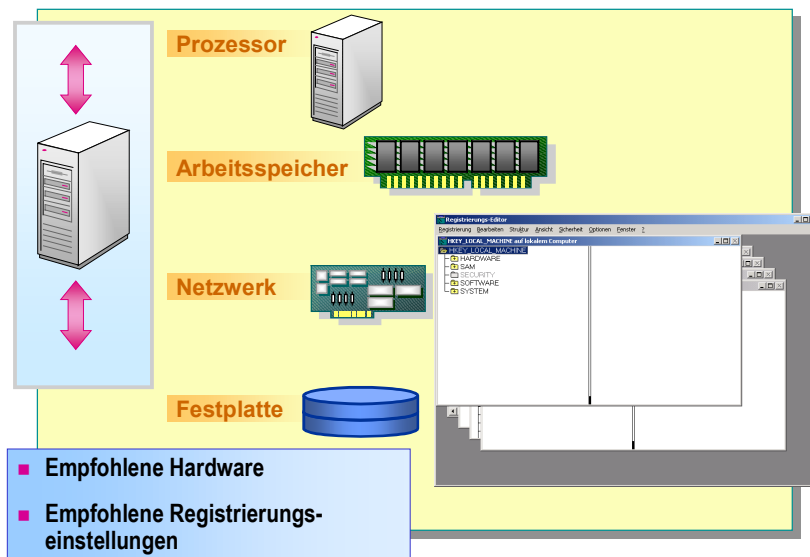 Prozessor
Arbeitsspeicher
Netzwerk
Festplatte
Registrierungs-Editor
Registrierung Bearbeiten Struktur Ansicht Sicherheit Optionen Fenster ?
HKEY_LOCAL_MACHINE auf lokalem Computer
HKEY_LOCAL_MACHINE
HARDWARE
SAM
SECURITY
SOFTWARE
SYSTEM
Empfohlene Hardware
Empfohlene Registrierungs-
einstellungen